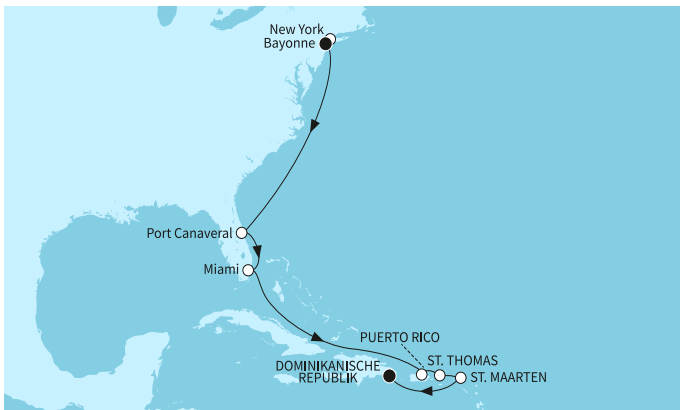 New York
Bayonne
Port Canaveral
Miami
PUERTO RICO
ST. THOMAS
DOMINIKANISCHE
REPUBLIK
ST. MAARTEN